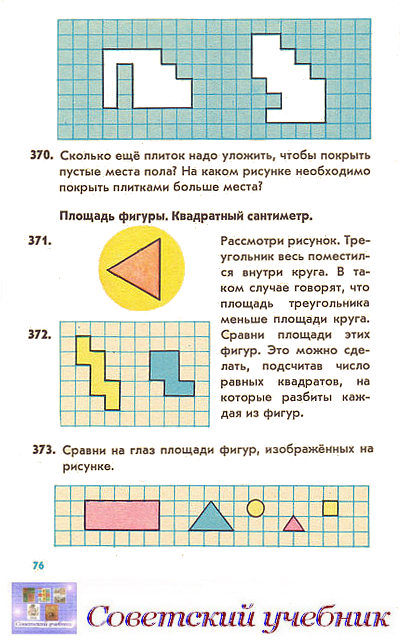 370. Сколько ещё плиток надо уложить, чтобы покрыть
пустые места пола? На каком рисунке необходимо
покрыть плитками больше места?
Площадь фигуры. Квадратный сантиметр.
371. Рассмотри рисунок. Тре-
угольник весь поместил-
ся внутри круга. В та-
ком случае говорят, что
площадь треугольника
меньше площади круга.
372. Сравни площади этих
фигур. Это можно сде-
лать, подсчитав число
равных квадратов, на
которые разбиты каж-
дая из фигур.
373. Сравни на глаз площади фигур, изображённых на
рисунке.
76
Советский учебник
Советский учебник